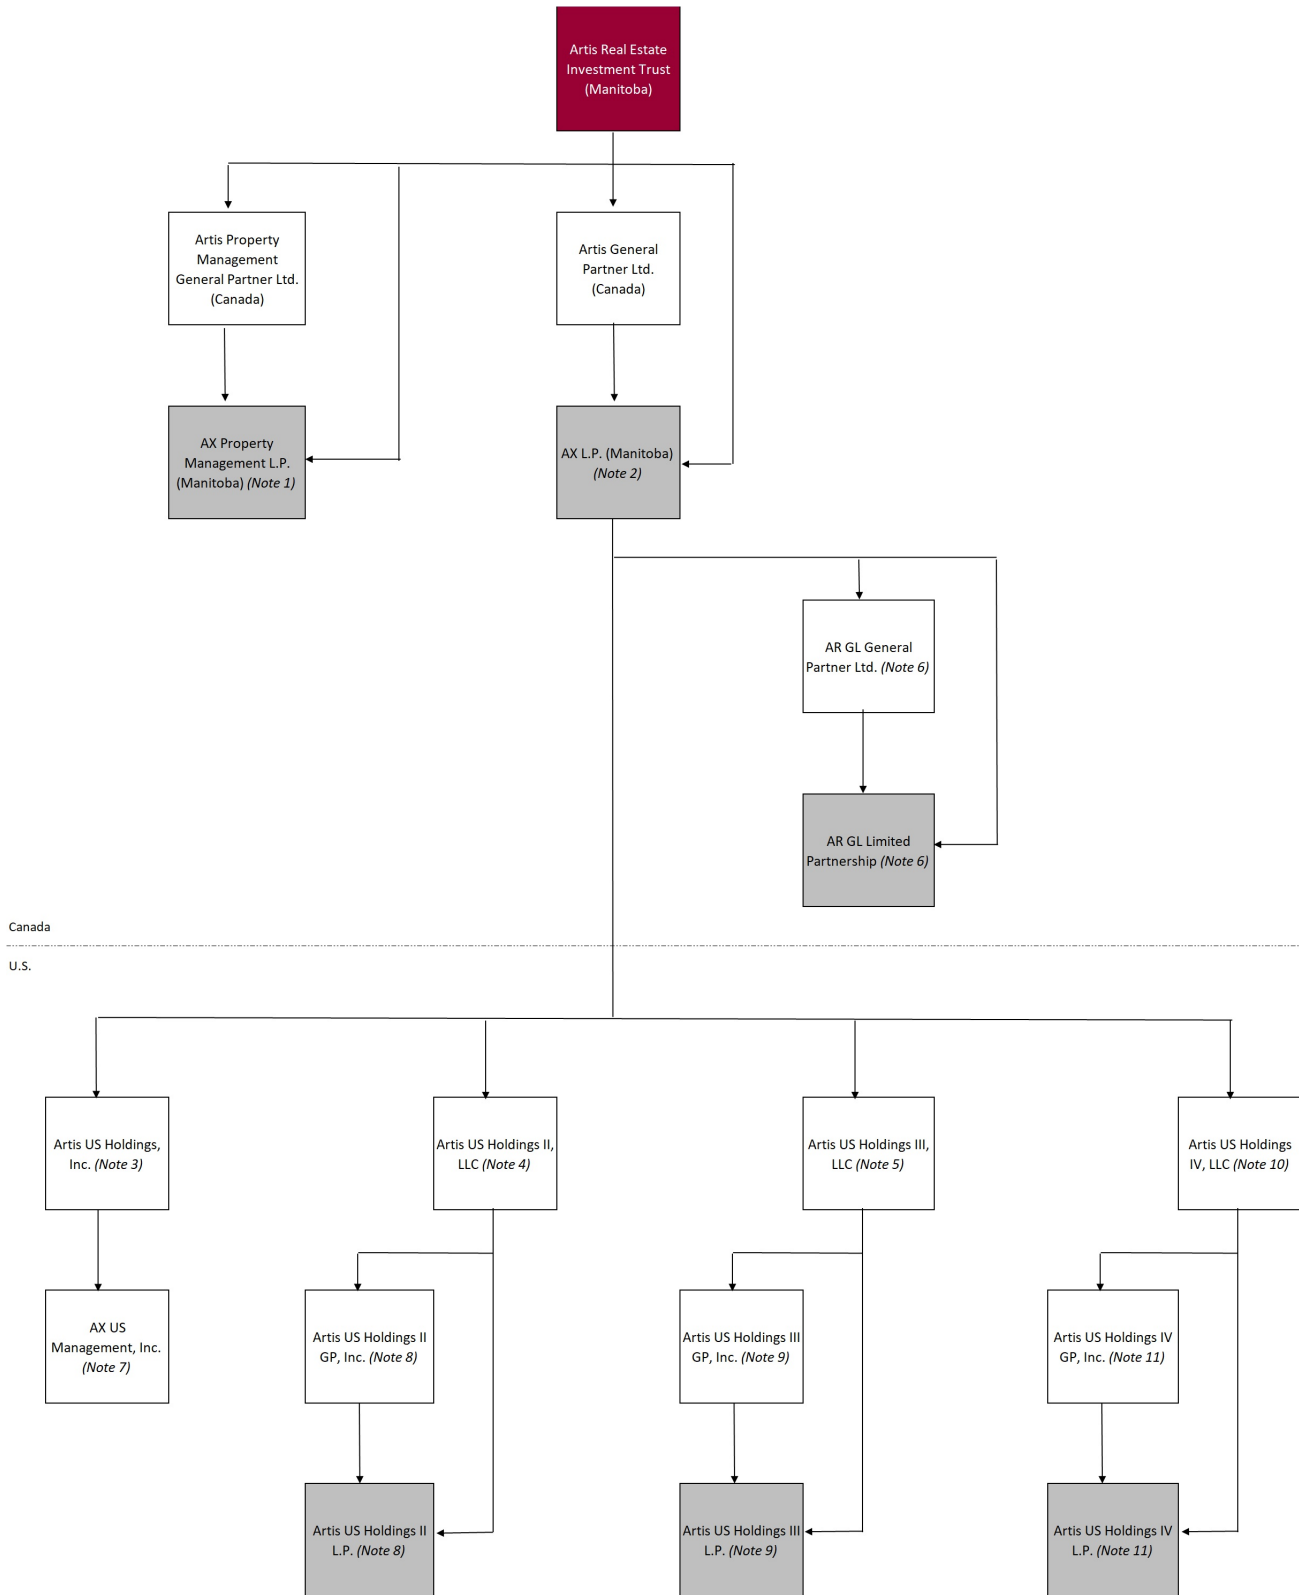 Artis Real Estate
Investment Trust
(Manitoba)
Artis Property
Management
General Partner Ltd.
(Canada)
Artis General
Partner Ltd.
(Canada)
AX Property
Management L.P.
(Manitoba) (Note 1)
AX L.P. (Manitoba)
(Note 2)
AR GL General
Partner Ltd. (Note 6)
AR GL Limited
Partnership (Note 6)
Canada
U.S.
Artis US Holdings,
Inc. (Note 3)
Artis US Holdings II,
LLC (Note 4)
Artis US Holdings III,
LLC (Note 5)
Artis US Holdings
IV, LLC (Note 10)
AX US
Management, Inc.
(Note 7)
Artis US Holdings II
GP, Inc. (Note 8)
Artis US Holdings III
GP, Inc. (Note 9)
Artis US Holdings IV
GP, Inc. (Note 11)
Artis US Holdings II
L.P. (Note 8)
Artis US Holdings III
L.P. (Note 9)
Artis US Holdings IV
L.P. (Note 11)